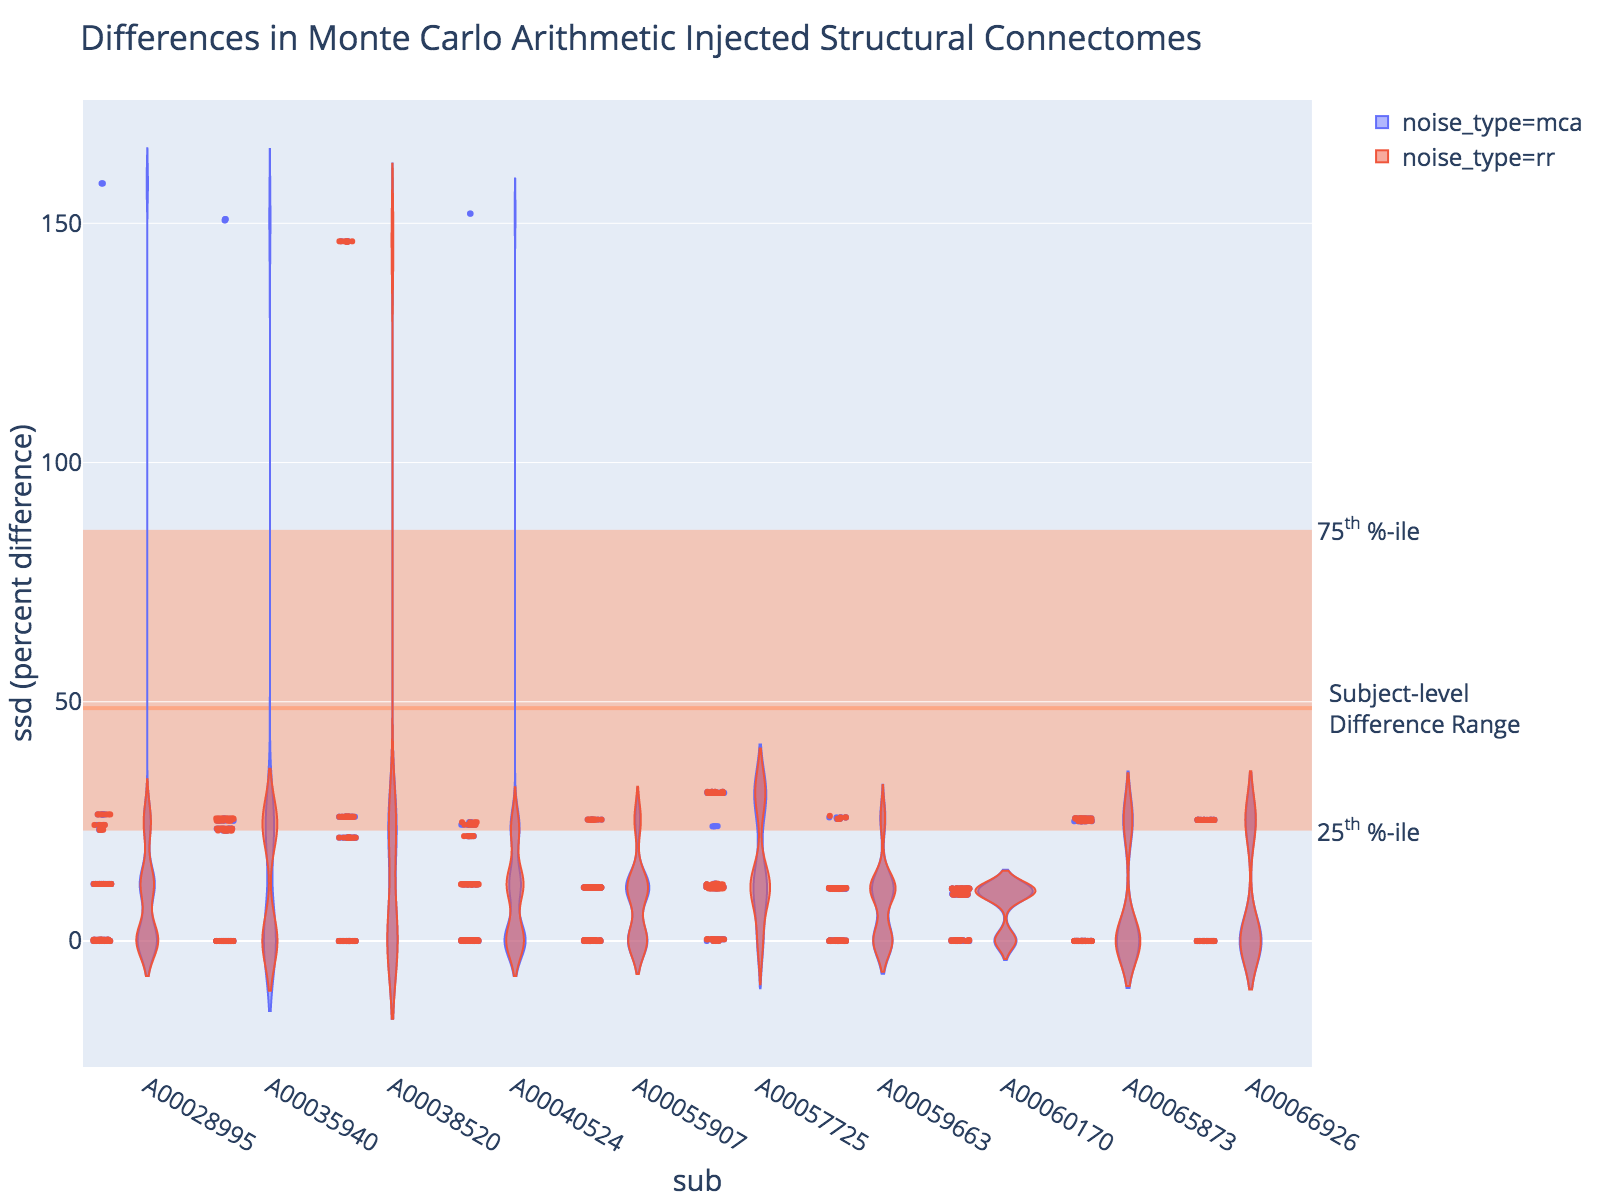 Differences in Monte Carlo Arithmetic Injected Structural Connectomes
noise_type=mca
noise_type=rr
ssd (percent difference)
150
100
50
0
75th %-ile
Subject-level
Difference Range
25th %-ile
A00028995
A00035940
A00038520
A00040524
A00055907
A00057725
A00059663
A00060170
A00065873
A00066926
sub